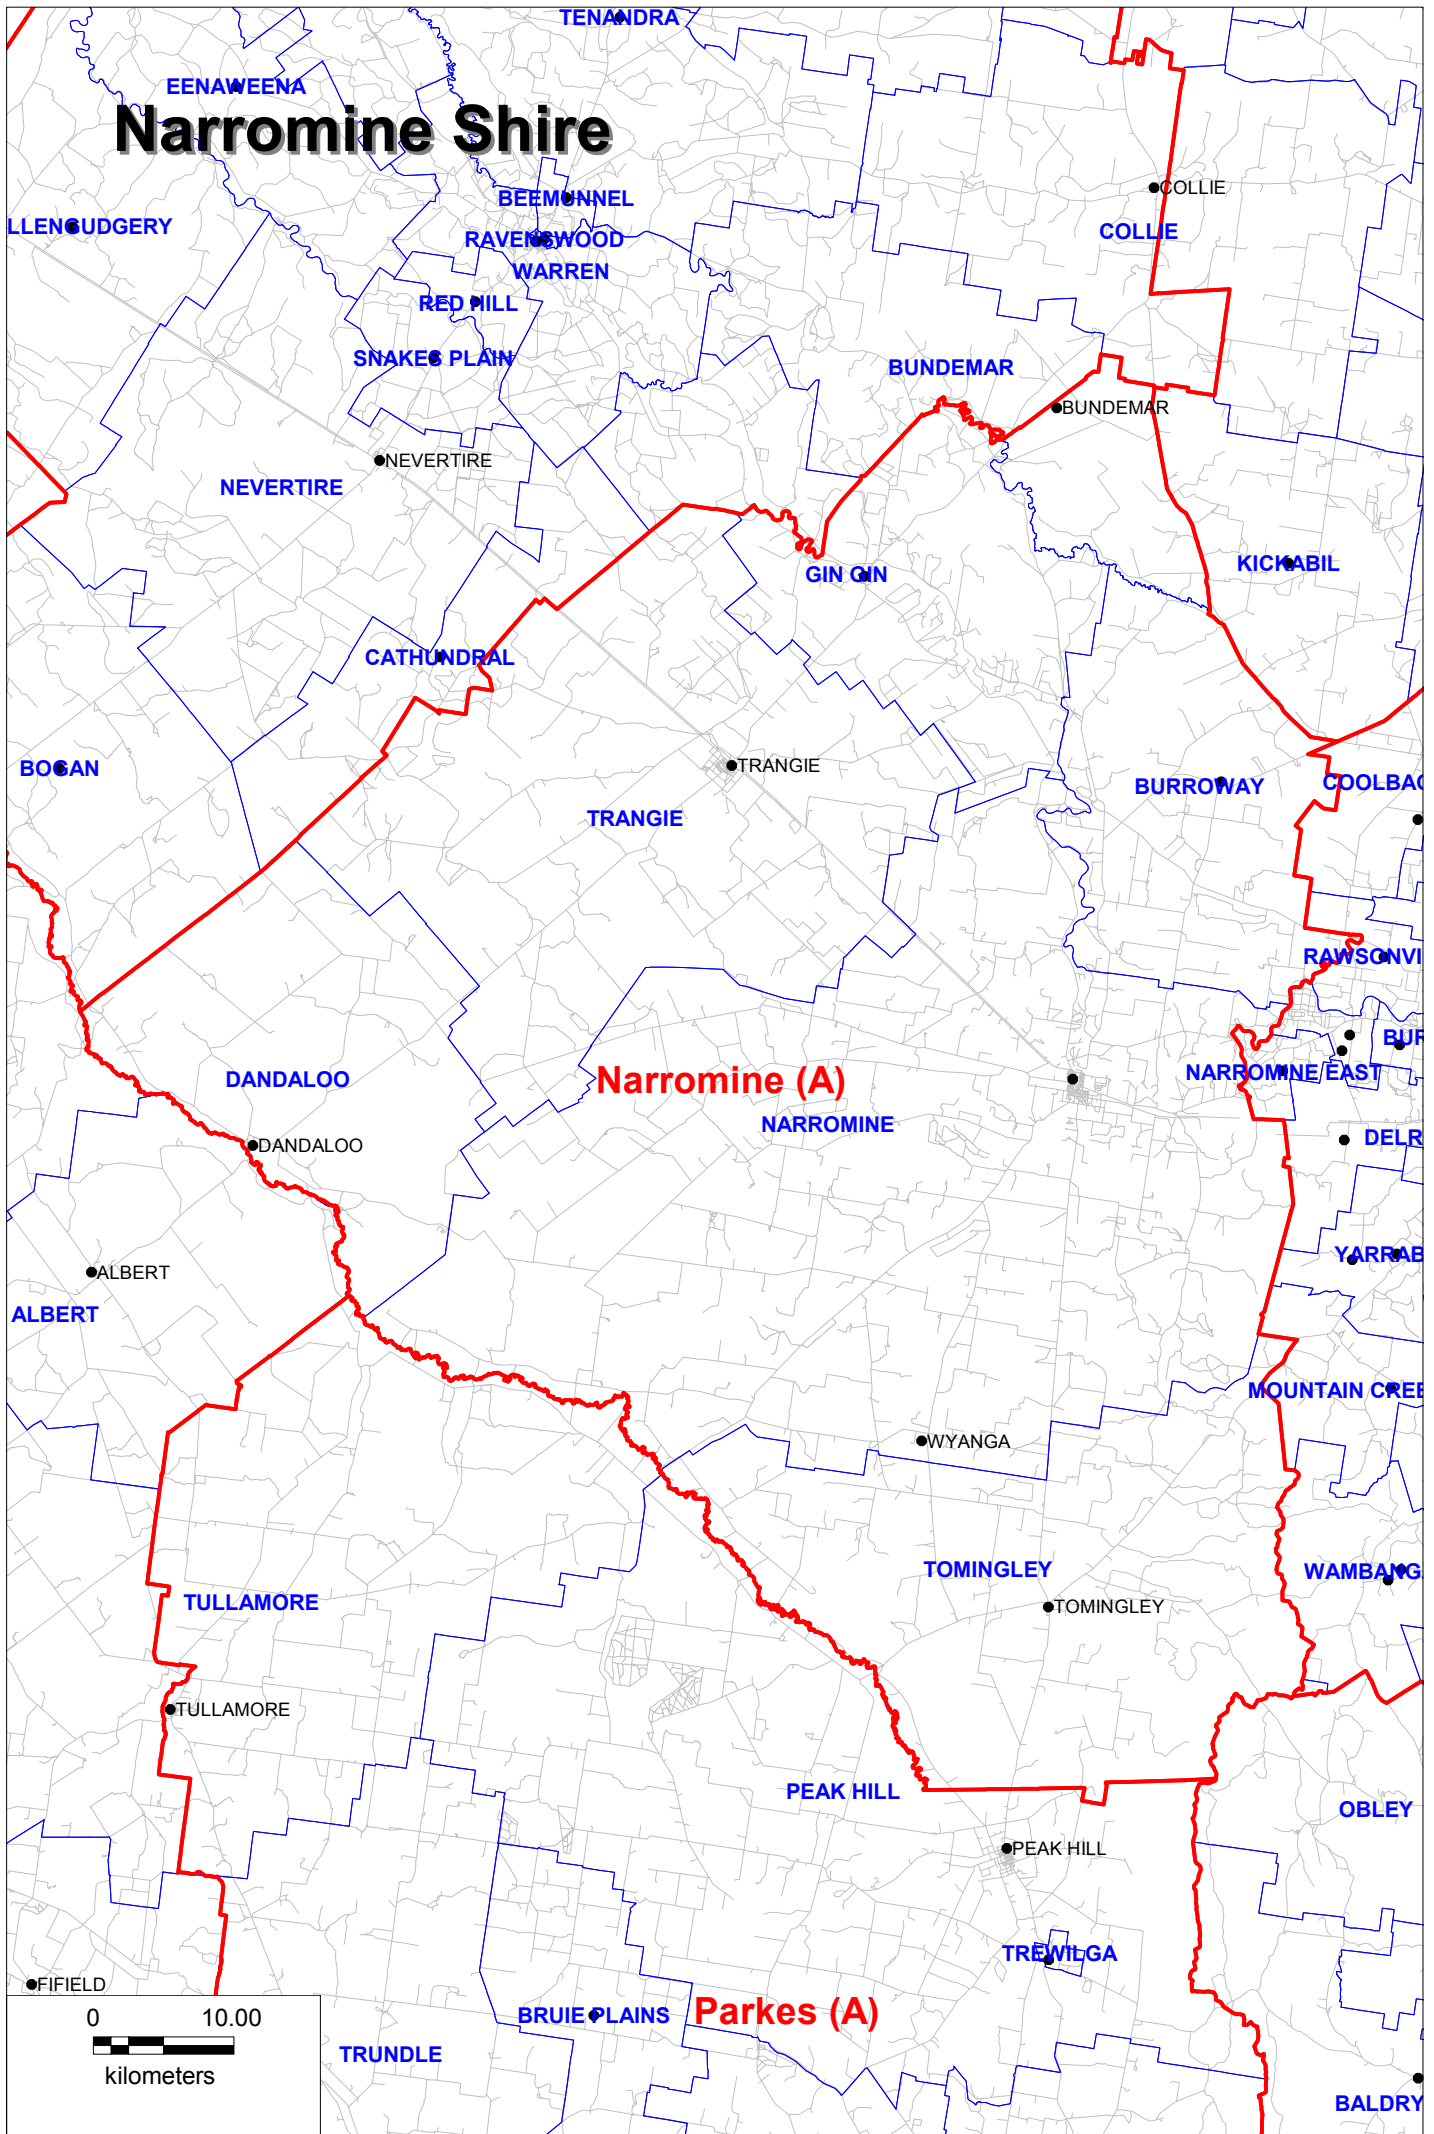 TENANDRA
EENAWEENA
Narromine Shire
COLLIE
BEEMUNNEL
LLENGUDGERY
COLLIE
RAVENSWOOD
WARREN
RED HILL
SNAKES PLAIN
BUNDEMAR
BUNDEMAR
NEVERTIRE
NEVERTIRE
GIN GIN
KICKABIL
CATHUNDRAL
BOGAN
TRANGIE
BURROWAY
COOLBAG
TRANGIE
RAWSONVI
BUR
NARROMINE EAST
DANDALOO
Narromine (A)
NARROMINE
DELR
DANDALOO
YARRAB
ALBERT
ALBERT
MOUNTAIN CREE
WYANGA
TOMINGLEY
WAMBANG
TULLAMORE
TOMINGLEY
TULLAMORE
PEAK HILL
OBLEY
PEAK HILL
TREWILGA
FIFIELD
BRUIE PLAINS
Parkes (A)
0 10.00
kilometers
TRUNDLE
BALDRY